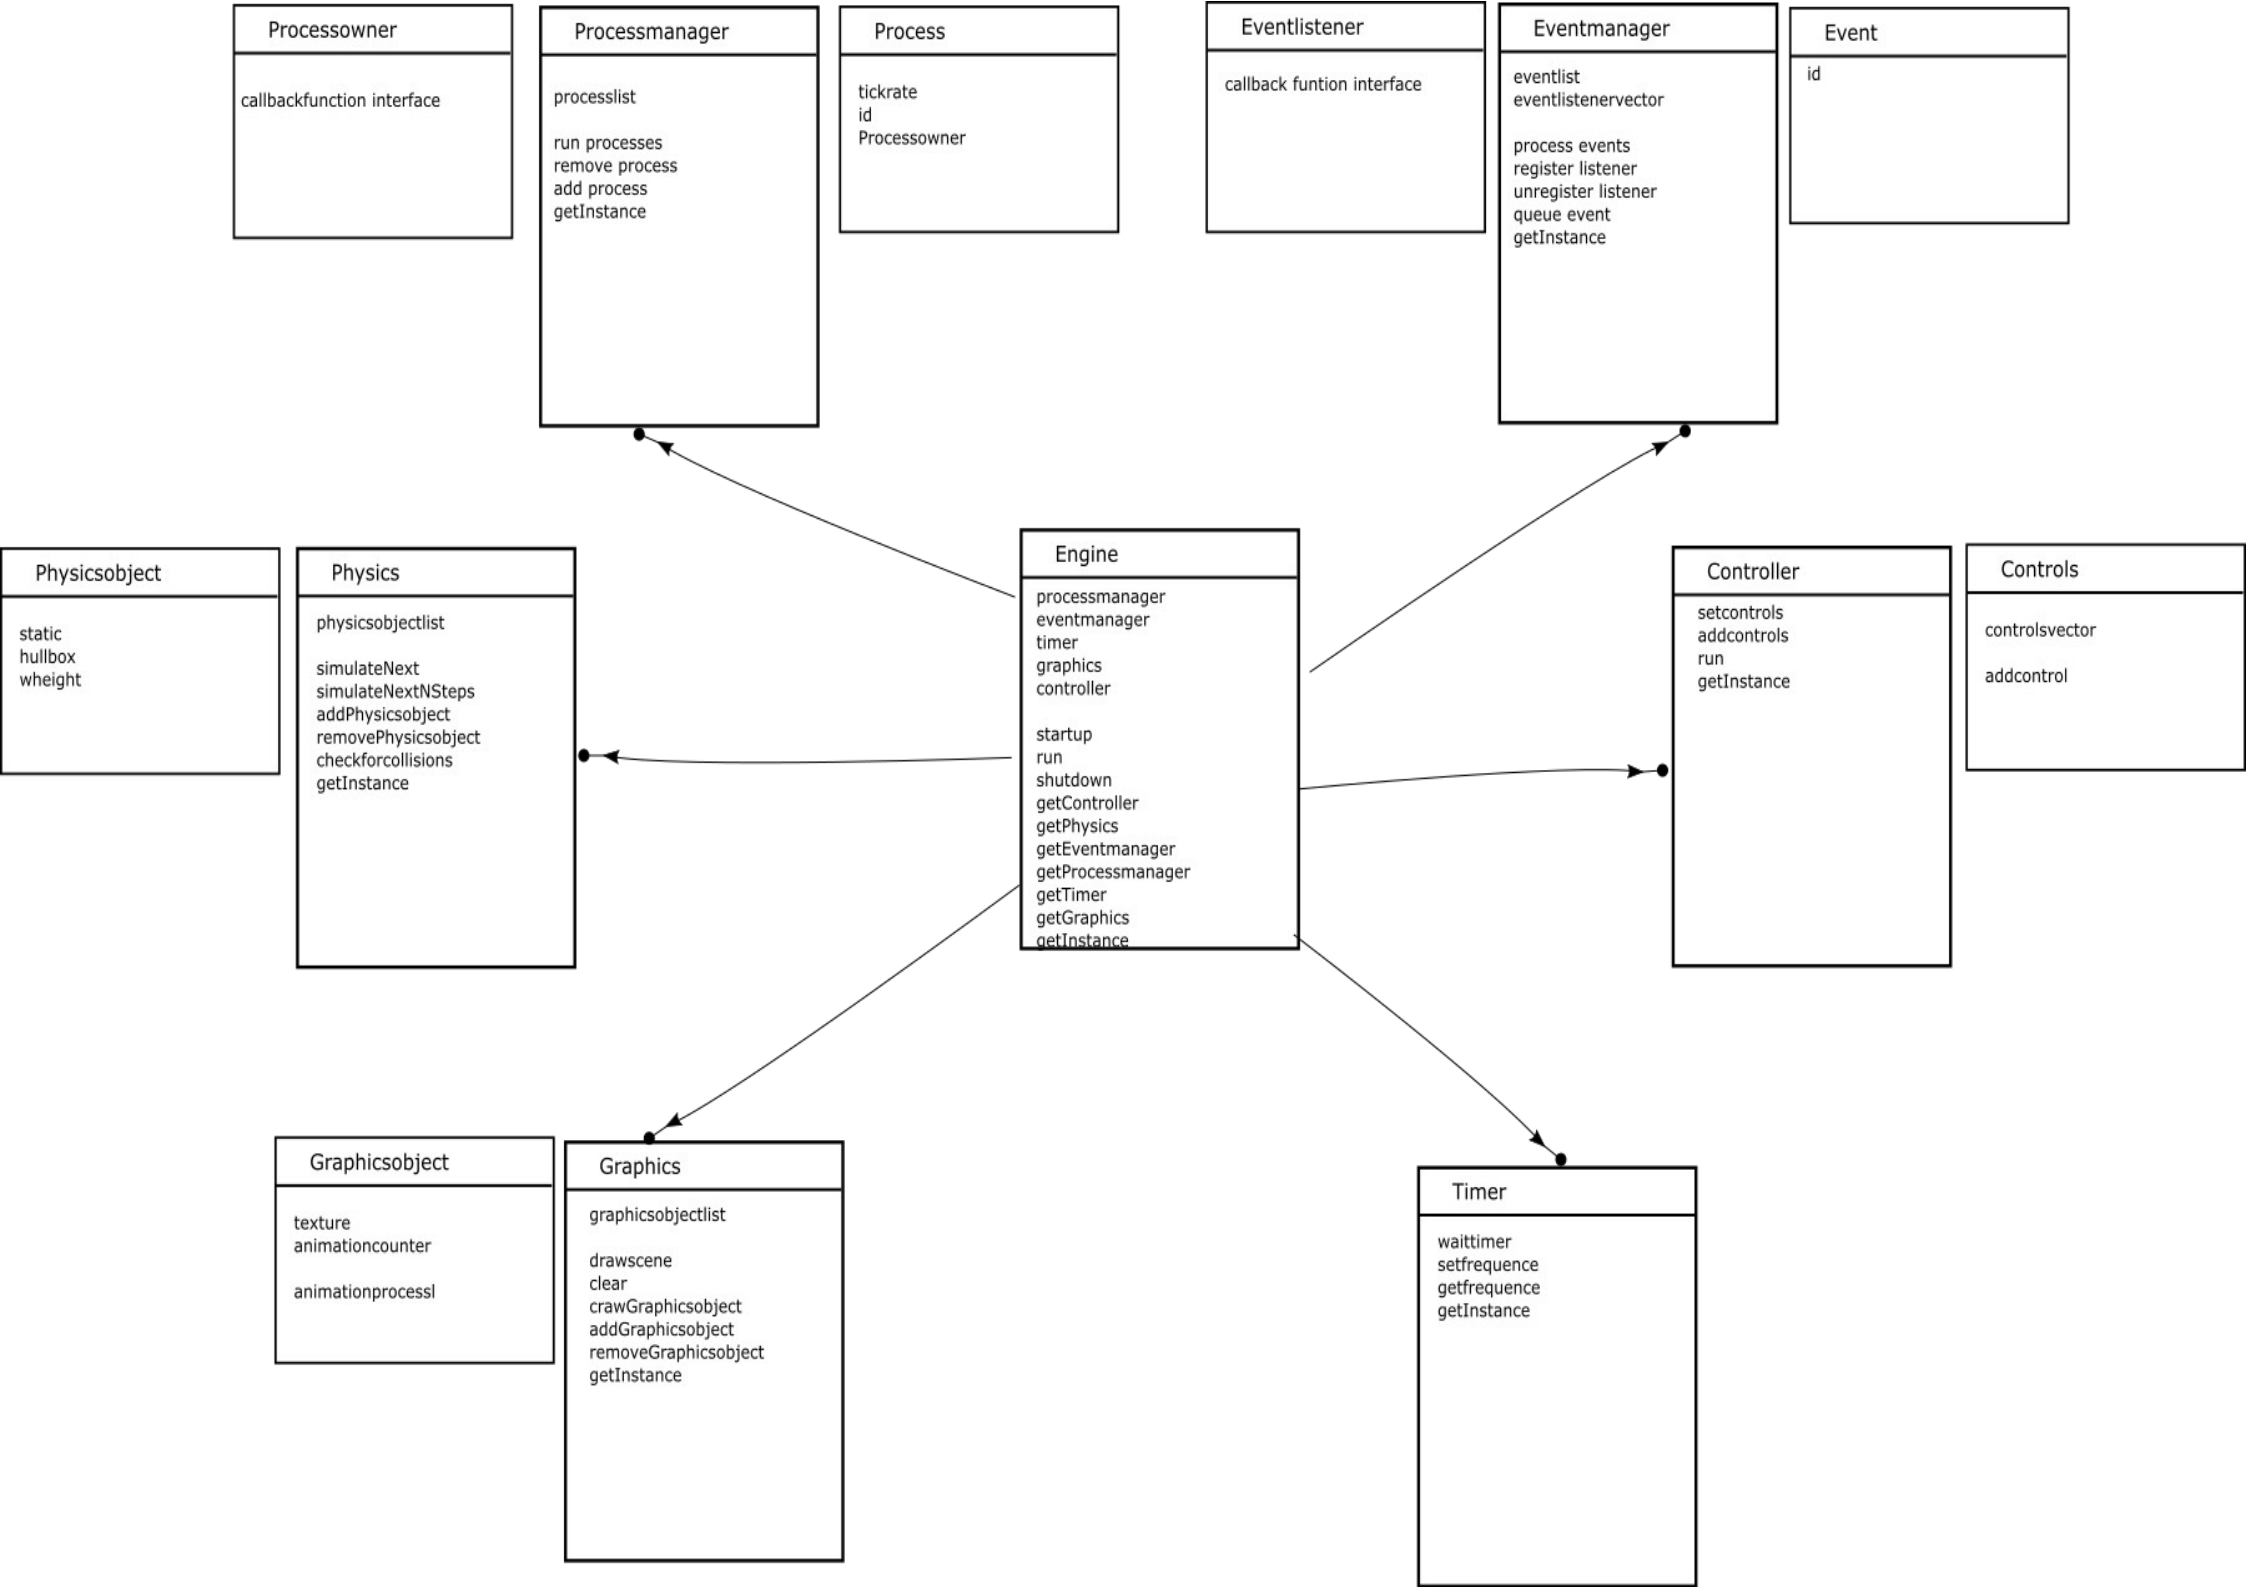 Processowner
callbackfunction interface
Processmanager
processlist
run processes
remove process
add process
getInstance
Process
tickrate
id
Processowner
Eventlistener
callback funtion interface
Eventmanager
eventlist
eventlistenervector
process events
register listener
unregister listener
queue event
getInstance
Event
id
Physicsobject
static
hullbox
wheight
Physics
physicsobjectlist
simulateNext
simulateNextNSteps
addPhysicsobject
removePhysicsobject
checkforcollisions
getInstance
Engine
processmanager
eventmanager
timer
graphics
controller
startup
run
shutdown
getController
getPhysics
getEventmanager
getProcessmanager
getTimer
getGraphics
getInstance
Controller
setcontrols
addcontrols
run
getInstance
Controls
controlsvector
addcontrol
Graphicsobject
texture
animationcounter
animationprocessl
Graphics
graphicsobjectlist
drawscene
clear
crawGraphicsobject
addGraphicsobject
removeGraphicsobject
getInstance
Timer
waittimer
setfrequence
getfrequence
getInstance